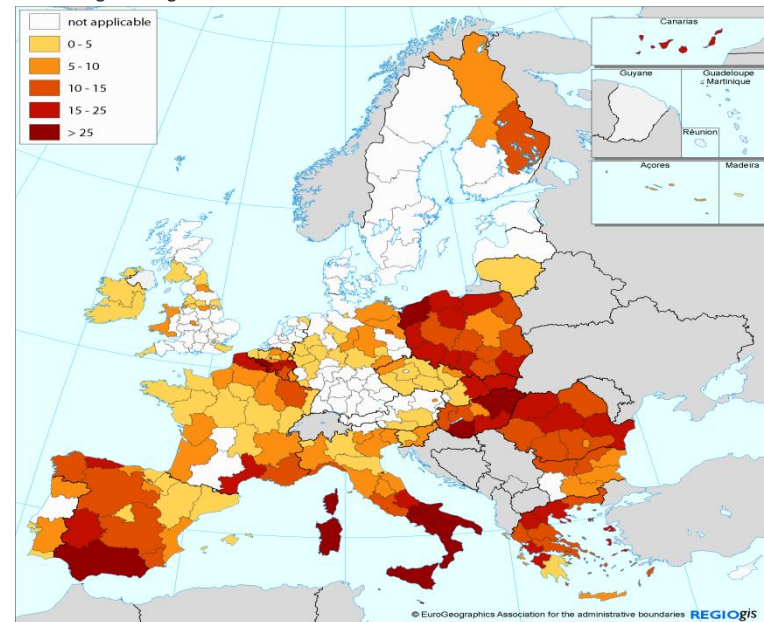 not applicable
0 - 5
5 - 10
10 - 15
15 - 25
> 25
Canarias
Guyane
Guadeloupe
Martinique
Réunion
Açores
Madeira
© EuroGeographics Association for the administrative boundaries REGIOgis